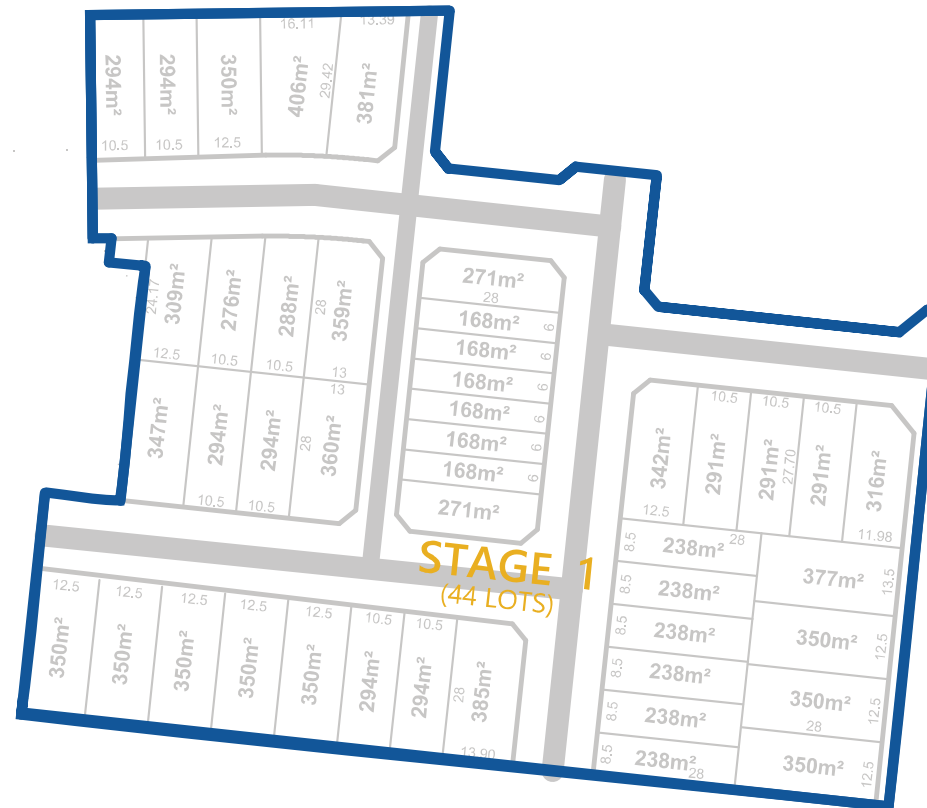 16.11
13.39
294m²
294m²
350m²
406m²
29.42
381m²
10.5
10.5
12.5
24.17
309m²
276m²
288m²
28
359m²
12.5
10.5
10.5
13
13
347m²
294m²
294m²
28
360m²
10.5
10.5
271m²
28
168m²
6
168m²
6
168m²
6
168m²
6
168m²
6
168m²
6
271m²
10.5
10.5
10.5
342m²
291m²
291m²
27.70
291m²
316m²
12.5
11.98
8.5
238m²
28
377m²
13.5
8.5
238m²
8.5
238m²
350m²
12.5
8.5
238m²
350m²
12.5
8.5
238m²
28
8.5
238m²
28
350m²
12.5
STAGE 1
(44 LOTS)
12.5
12.5
12.5
12.5
12.5
10.5
10.5
350m²
350m²
350m²
350m²
350m²
294m²
294m²
28
385m²
13.90